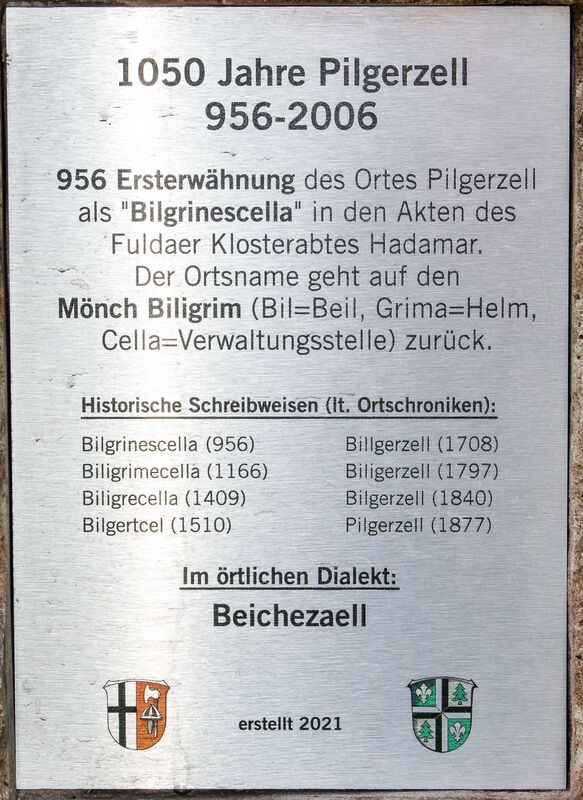 1050 Jahre Pilgerzell
956-2006
956 Ersterwähnung des Ortes Pilgerzell
als "Bilgrinescella" in den Akten des
Fuldaer Klosterabtes Hadamar.
Der Ortsname geht auf den
Mönch Biligrim (Bil=Beil, Grima=Helm,
Cella=Verwaltungsstelle) zurück.
Historische Schreibweisen (lt. Ortschroniken):
Bilgrinescella (956)
Biligrimecella (1166)
Biligrecella (1409)
Bilgertcel (1510)
Billgerzell (1708)
Biligerzell (1797)
Bilgerzell (1840)
Pilgerzell (1877)
Im örtlichen Dialekt:
Beichezaell
erstellt 2021